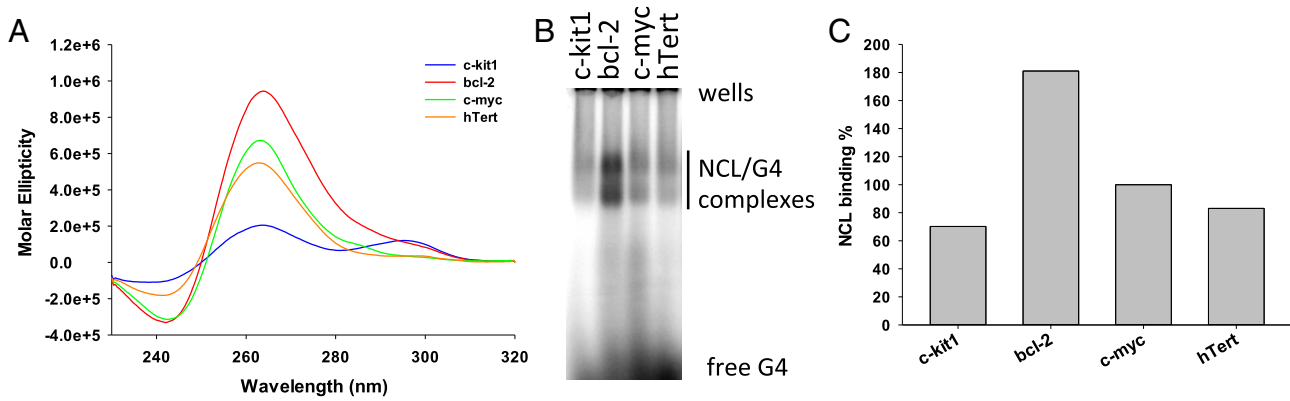 A
1.2e+6
1.0e+6
8.0e+5
6.0e+5
4.0e+5
2.0e+5
0.0
-2.0e+5
-4.0e+5
Molar Ellipticity
240
260
280
300
320
Wavelength (nm)
c-kit1
bcl-2
c-myc
hTert
B
c-kit1
bcl-2
c-myc
hTert
wells
NCL/G4
complexes
free G4
C
200
180
160
140
120
100
80
60
40
20
0
NCL binding %
c-kit1
bcl-2
c-myc
hTert